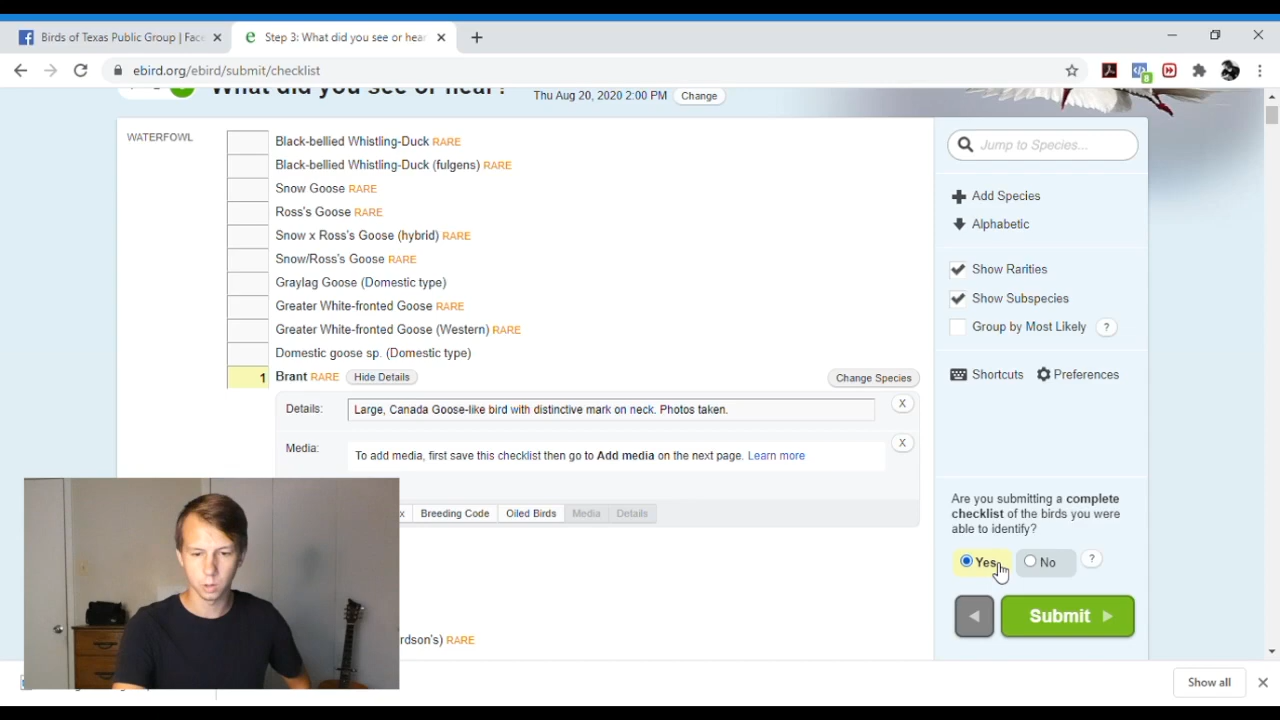 Birds of Texas Public Group | Face
Step 3: What did you see or hear
ebird.org/ebird/submit/checklist
8
What did you see or hear?
Thu Aug 20, 2020 2:00 PM
Change
WATERFOWL
Black-bellied Whistling-Duck RARE
Black-bellied Whistling-Duck (fulgens) RARE
Snow Goose RARE
Ross's Goose RARE
Snow x Ross's Goose (hybrid) RARE
Snow/Ross's Goose RARE
Graylag Goose (Domestic type)
Greater White-fronted Goose RARE
Greater White-fronted Goose (Western) RARE
Domestic goose sp. (Domestic type)
1 Brant RARE Hide Details Change Species
Details: Large, Canada Goose-like bird with distinctive mark on neck. Photos taken. X
Media: To add media, first save this checklist then go to Add media on the next page. Learn more X
x Breeding Code Oiled Birds Media Details
rdson's) RARE
Jump to Species...
Add Species
Alphabetic
Show Rarities
Show Subspecies
Group by Most Likely ?
Shortcuts Preferences
Are you submitting a complete
checklist of the birds you were
able to identify?
Yes No ?
Submit
Show all